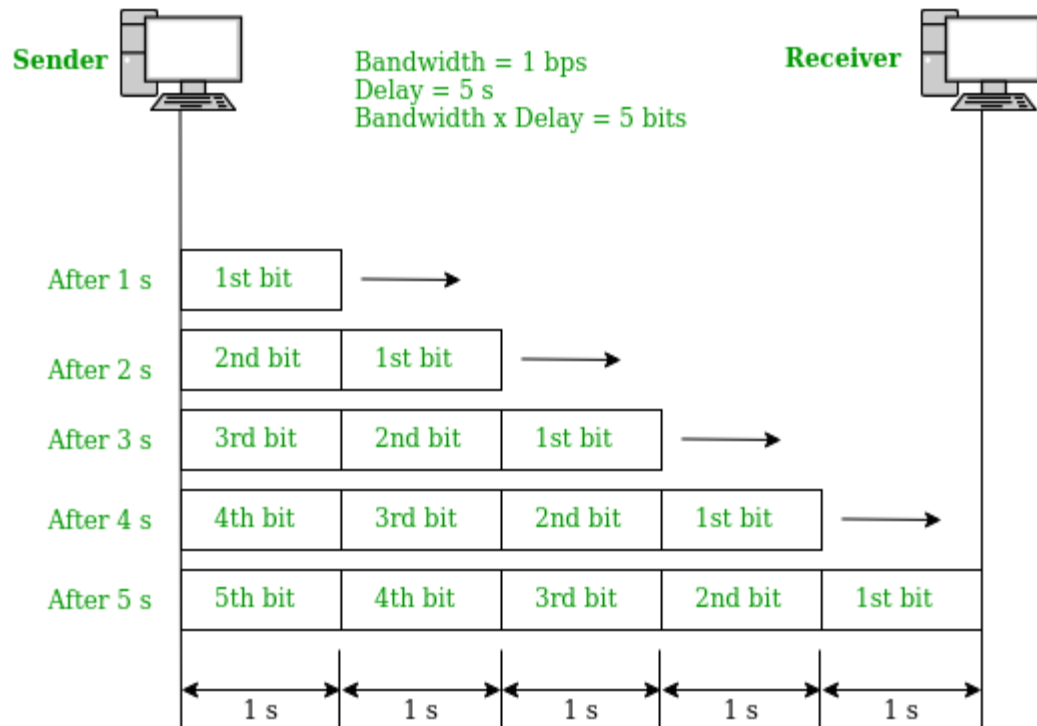 Sender
Bandwidth = 1 bps
Delay = 5 s
Bandwidth x Delay = 5 bits
Receiver
After 1 s 1st bit
After 2 s 2nd bit 1st bit
After 3 s 3rd bit 2nd bit 1st bit
After 4 s 4th bit 3rd bit 2nd bit 1st bit
After 5 s 5th bit 4th bit 3rd bit 2nd bit 1st bit
1 s 1 s 1 s 1 s 1 s